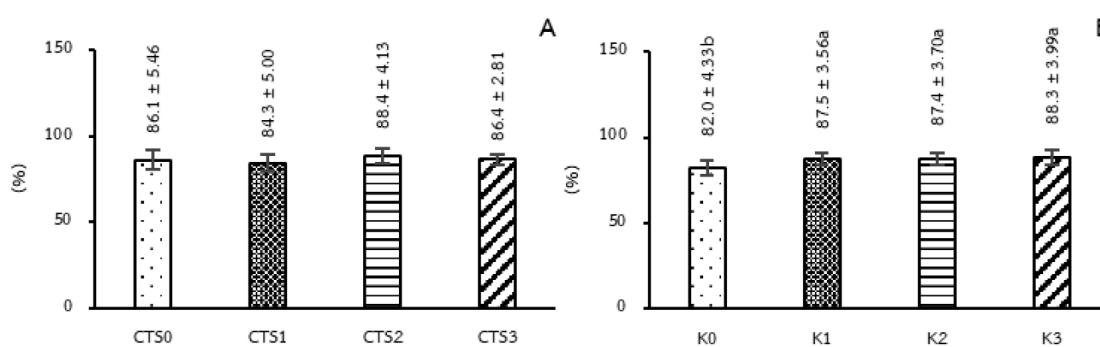 A
150
100
50
0
(%)
86.1 ± 5.46
84.3 ± 5.00
88.4 ± 4.13
86.4 ± 2.81
CTS0
CTS1
CTS2
CTS3
150
100
50
0
(%)
82.0 ± 4.33b
87.5 ± 3.56a
87.4 ± 3.70a
88.3 ± 3.99a
K0
K1
K2
K3